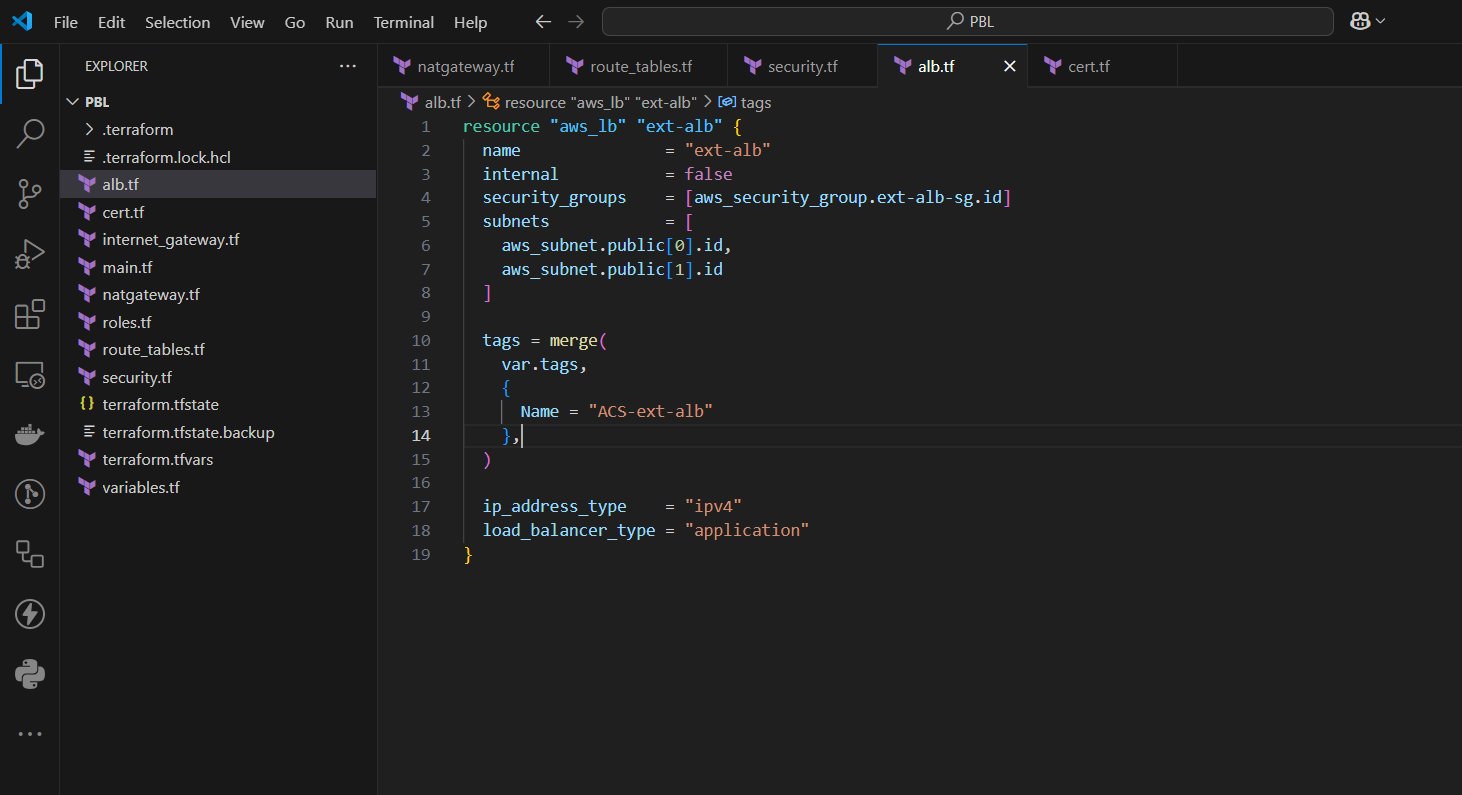 File Edit Selection View Go Run Terminal Help PBL
EXPLORER ...
PBL
.terraform
.terraform.lock.hcl
alb.tf
cert.tf
internet_gateway.tf
main.tf
natgateway.tf
roles.tf
route_tables.tf
security.tf
{} terraform.tfstate
terraform.tfstate.backup
terraform.tfvars
variables.tf
natgateway.tf route_tables.tf security.tf alb.tf cert.tf
alb.tf > resource "aws_lb" "ext-alb" > tags
1 resource "aws_lb" "ext-alb" {
2   name               = "ext-alb"
3   internal           = false
4   security_groups    = [aws_security_group.ext-alb-sg.id]
5   subnets            = [
6     aws_subnet.public[0].id,
7     aws_subnet.public[1].id
8   ]
9
10   tags = merge(
11     var.tags,
12     {
13       Name = "ACS-ext-alb"
14     },
15   )
16
17   ip_address_type    = "ipv4"
18   load_balancer_type = "application"
19 }